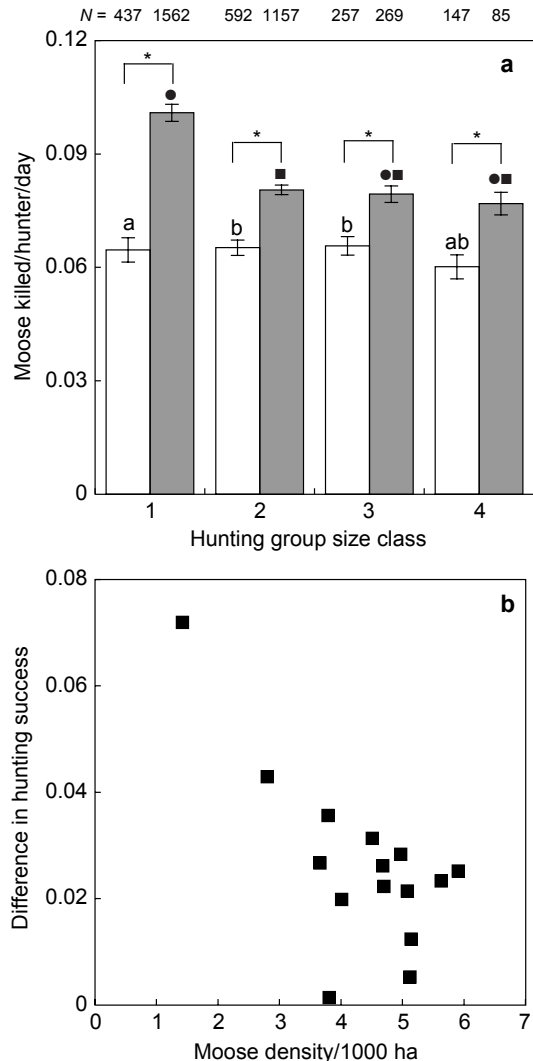 N = 437 1562 592 1157 257 269 147 85
a
0.12
0.09
0.06
0.03
0
Moose killed/hunter/day
* * * *
a b b ab
1 2 3 4
Hunting group size class
b
0.08
0.06
0.04
0.02
0
Difference in hunting success
0 1 2 3 4 5 6 7
Moose density/1000 ha